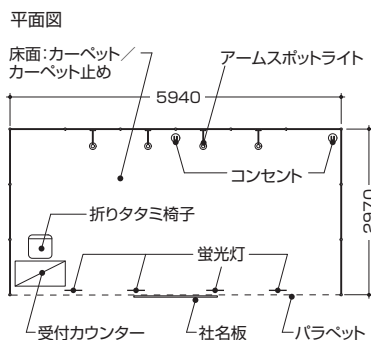 平面図
床面：カーペット／
カーペット止め
アームスポットライト
5940
コンセント
2970
折りタタミ椅子
蛍光灯
受付カウンター
社名板
パラペット